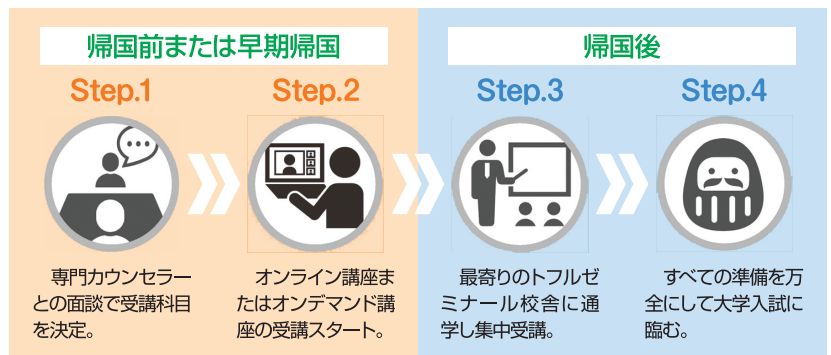 帰国前または早期帰国
帰国後
Step.1
Step.2
Step.3
Step.4
専門カウンセラー
との面談で受講科目
を決定。
オンライン講座ま
たはオンデマンド講
座の受講スタート。
最寄りのトフルゼ
ミナール校舎に通
学し集中受講。
すべての準備を万
全にして大学入試に
臨む。